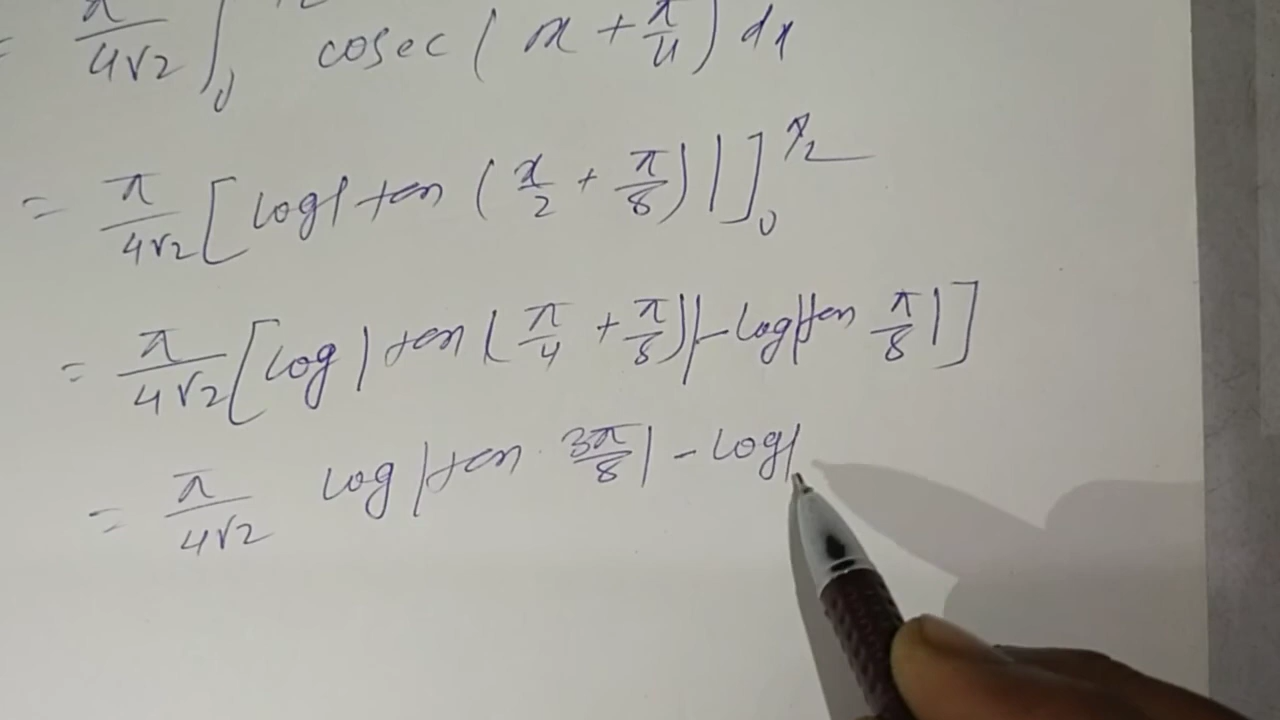 = π/4√2 ∫₀ cosec ( x + π/4 ) dx
= π/4√2 [ log| tan ( x/2 + π/8 ) | ]₀^π/2
= π/4√2 [ log | tan ( π/4 + π/8 ) | - log | tan π/8 | ]
= π/4√2 log | tan 3π/8 | - log |